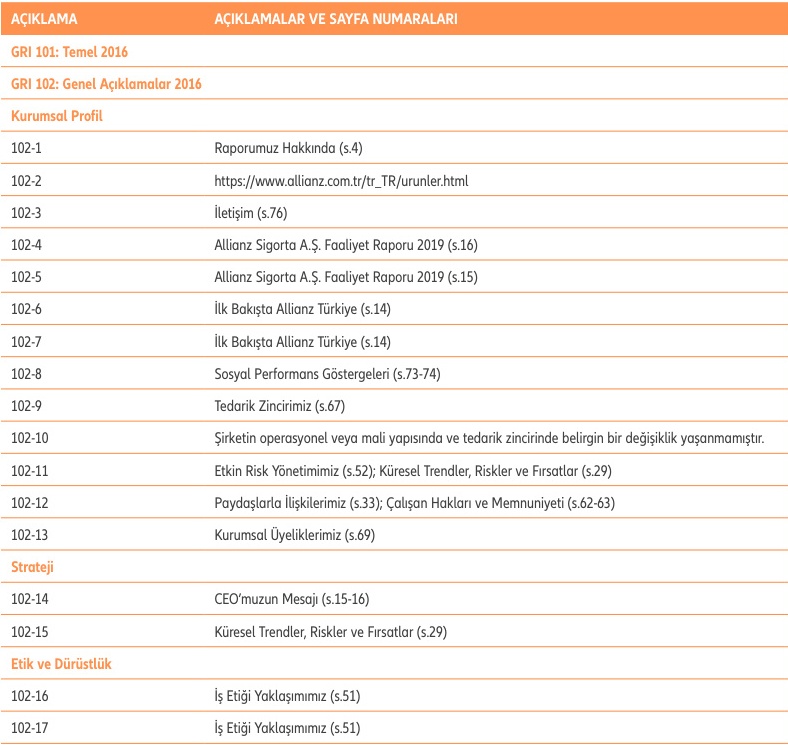 AÇIKLAMA AÇIKLAMALAR VE SAYFA NUMARALARI
GRI 101: Temel 2016
GRI 102: Genel Açıklamalar 2016
Kurumsal Profil
102-1 Raporumuz Hakkında (s.4)
102-2 https://www.allianz.com.tr/tr_TR/urunler.html
102-3 İletişim (s.76)
102-4 Allianz Sigorta A.Ş. Faaliyet Raporu 2019 (s.16)
102-5 Allianz Sigorta A.Ş. Faaliyet Raporu 2019 (s.15)
102-6 İlk Bakışta Allianz Türkiye (s.14)
102-7 İlk Bakışta Allianz Türkiye (s.14)
102-8 Sosyal Performans Göstergeleri (s.73-74)
102-9 Tedarik Zincirimiz (s.67)
102-10 Şirketin operasyonel veya mali yapısında ve tedarik zincirinde belirgin bir değişiklik yaşanmamıştır.
102-11 Etkin Risk Yönetimimiz (s.52); Küresel Trendler, Riskler ve Fırsatlar (s.29)
102-12 Paydaşlarla İlişkilerimiz (s.33); Çalışan Hakları ve Memnuniyeti (s.62-63)
102-13 Kurumsal Üyeliklerimiz (s.69)
Strateji
102-14 CEO'muzun Mesajı (s.15-16)
102-15 Küresel Trendler, Riskler ve Fırsatlar (s.29)
Etik ve Dürüstlük
102-16 İş Etiği Yaklaşımımız (s.51)
102-17 İş Etiği Yaklaşımımız (s.51)